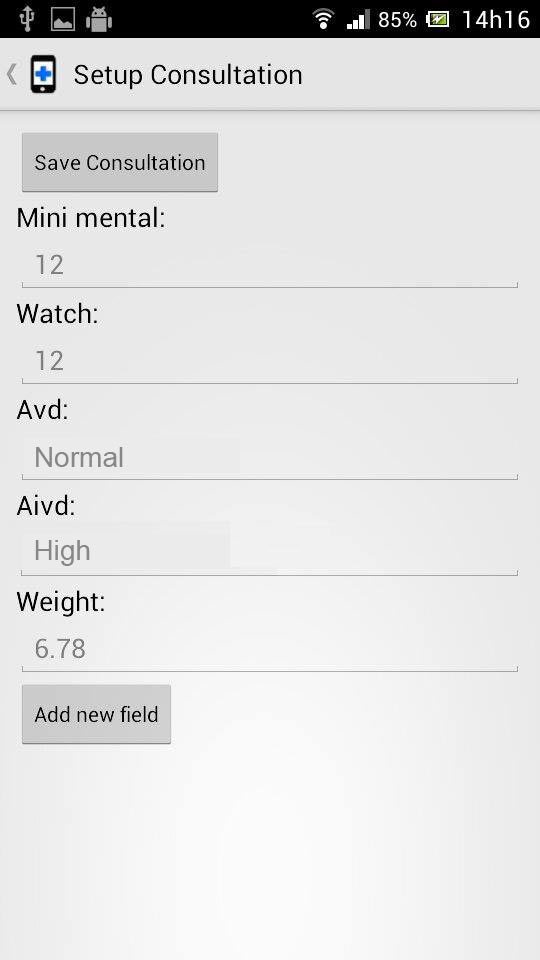 85% 14h16
Setup Consultation
Save Consultation
Mini mental:
12
Watch:
12
Avd:
Normal
Aivd:
High
Weight:
6.78
Add new field